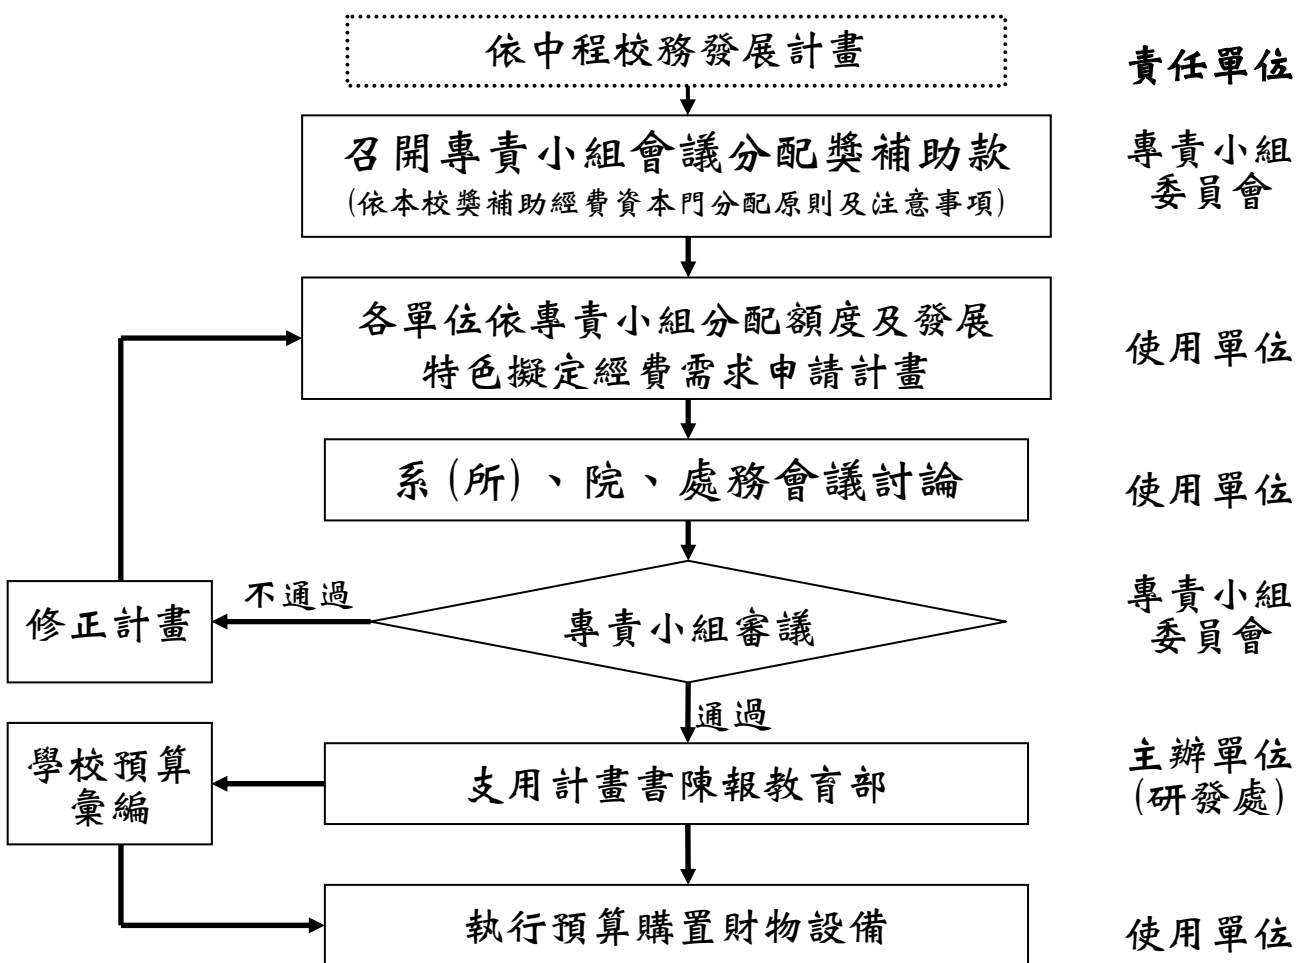 依中程校務發展計畫
責任單位
召開專責小組會議分配獎補助款
(依本校獎補助經費資本門分配原則及注意事項)
專責小組
委員會
各單位依專責小組分配額度及發展
特色擬定經費需求申請計畫
使用單位
系(所)、院、處務會議討論
使用單位
修正計畫
不通過
專責小組審議
專責小組
委員會
通過
學校預算
彙編
支用計畫書陳報教育部
主辦單位
(研發處)
執行預算購置財物設備
使用單位